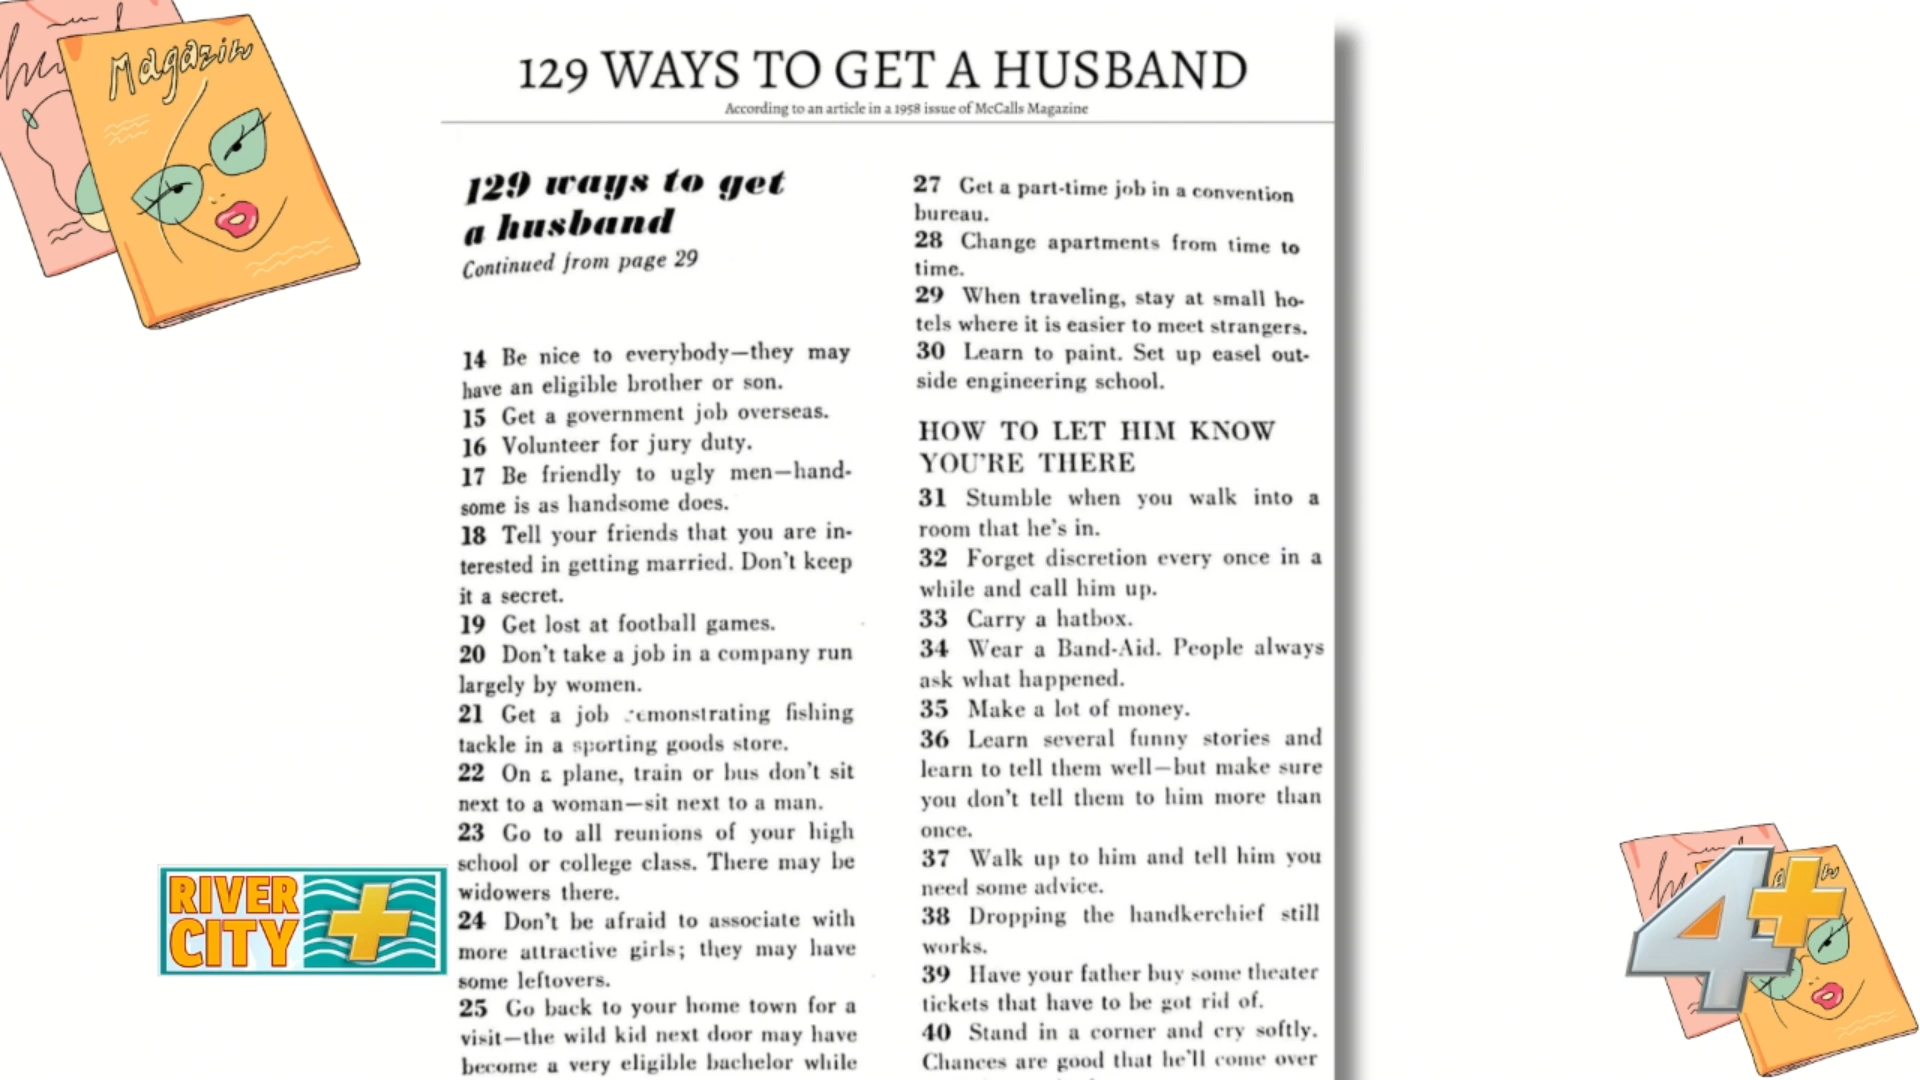 Magazin
129 WAYS TO GET A HUSBAND
According to an article in a 1958 issue of McCalls Magazine
129 ways to get
a husband
Continued from page 29
14 Be nice to everybody—they may
have an eligible brother or son.
15 Get a government job overseas.
16 Volunteer for jury duty.
17 Be friendly to ugly men—hand-
some is as handsome does.
18 Tell your friends that you are in-
terested in getting married. Don't keep
it a secret.
19 Get lost at football games.
20 Don't take a job in a company run
largely by women.
21 Get a job demonstrating fishing
tackle in a sporting goods store.
22 On a plane, train or bus don't sit
next to a woman—sit next to a man.
23 Go to all reunions of your high
school or college class. There may be
widowers there.
24 Don't be afraid to associate with
more attractive girls; they may have
some leftovers.
25 Go back to your home town for a
visit—the wild kid next door may have
become a very eligible bachelor while
27 Get a part-time job in a convention
bureau.
28 Change apartments from time to
time.
29 When traveling, stay at small ho-
tels where it is easier to meet strangers.
30 Learn to paint. Set up easel out-
side engineering school.
HOW TO LET HIM KNOW
YOU'RE THERE
31 Stumble when you walk into a
room that he's in.
32 Forget discretion every once in a
while and call him up.
33 Carry a hatbox.
34 Wear a Band-Aid. People always
ask what happened.
35 Make a lot of money.
36 Learn several funny stories and
learn to tell them well—but make sure
you don't tell them to him more than
once.
37 Walk up to him and tell him you
need some advice.
38 Dropping the handkerchief still
works.
39 Have your father buy some theater
tickets that have to be got rid of.
40 Stand in a corner and cry softly.
Chances are good that he'll come over
RIVER
CITY
4+